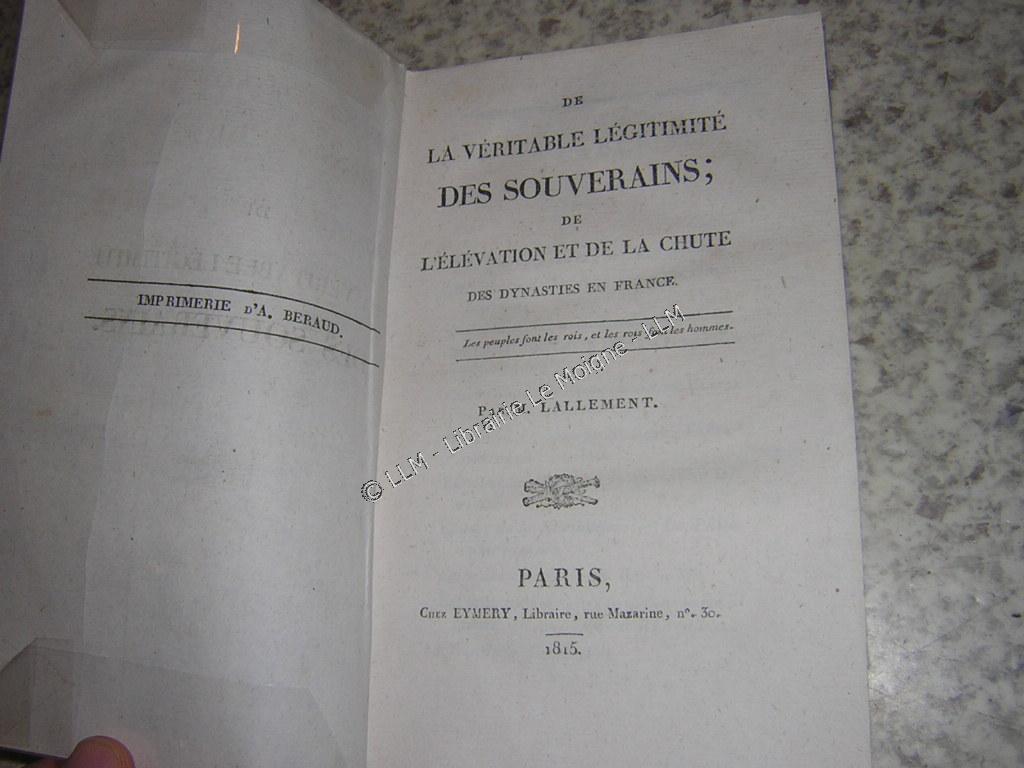 IMPRIMERIE D'A. BERAUD.
DE
LA VÉRITABLE LÉGITIMITÉ
DES SOUVERAINS;
DE
L'ÉLÉVATION ET DE LA CHUTE
DES DYNASTIES EN FRANCE.
Les peuples font les rois, et les rois font les hommes.
PAR LALLEMENT.
PARIS,
CHEZ EYMERY, Libraire, rue Mazarine, n°. 30.
1815.
© LLM - Librairie Le Moigne - LLM